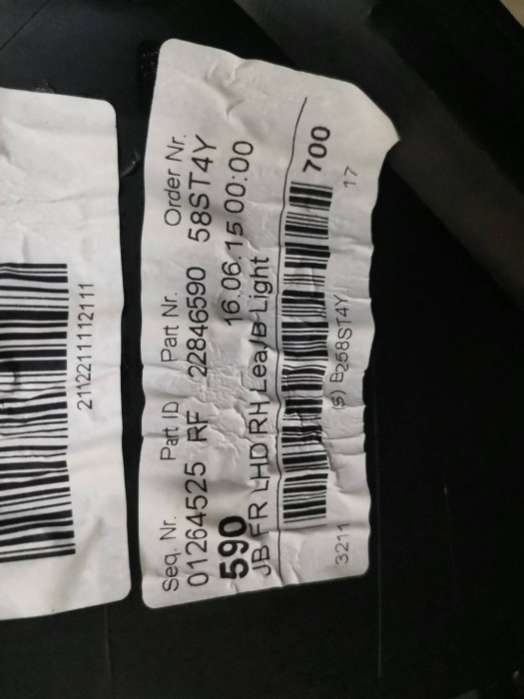 2112211112111
Seq. Nr. Part ID Part Nr. Order Nr.
01264525 RF 22846590 58ST4Y
590 16.06.15 00:00
JB FR LHD RH Lea/B Light
700
3211 (s) B258ST4Y 17